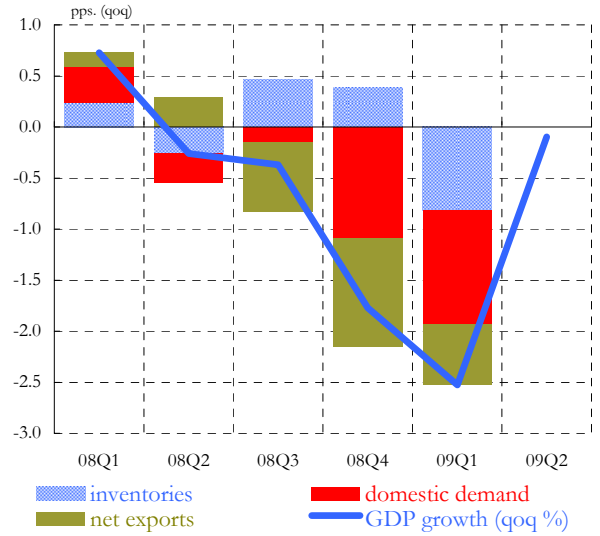 pps. (qoq)
1.0
0.5
0.0
-0.5
-1.0
-1.5
-2.0
-2.5
-3.0
08Q1 08Q2 08Q3 08Q4 09Q1 09Q2
inventories domestic demand
net exports GDP growth (qoq %)